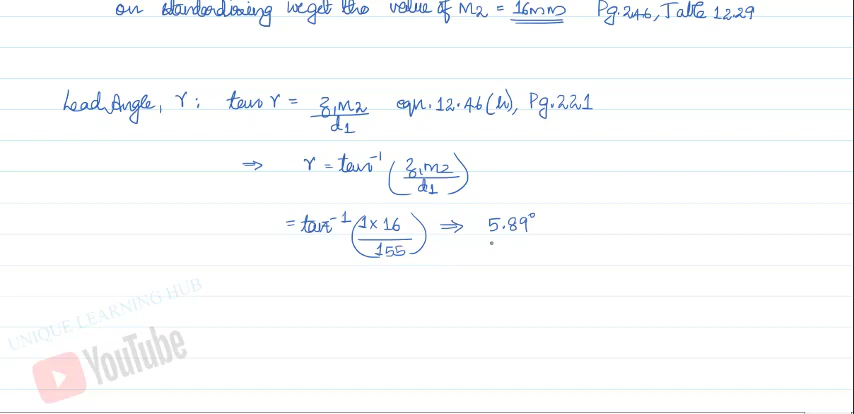 on standardizing we get the value of M2 = 16mm Pg.246, Table 12.29
Lead Angle, r: tan r = z1m2/d1 eqn.12.46(h), Pg.221
⇒ r = tan⁻¹ (z1m2/d1)
= tan⁻¹ (1×16/155) ⇒ 5.89°
UNIQUE LEARNING HUB
YouTube